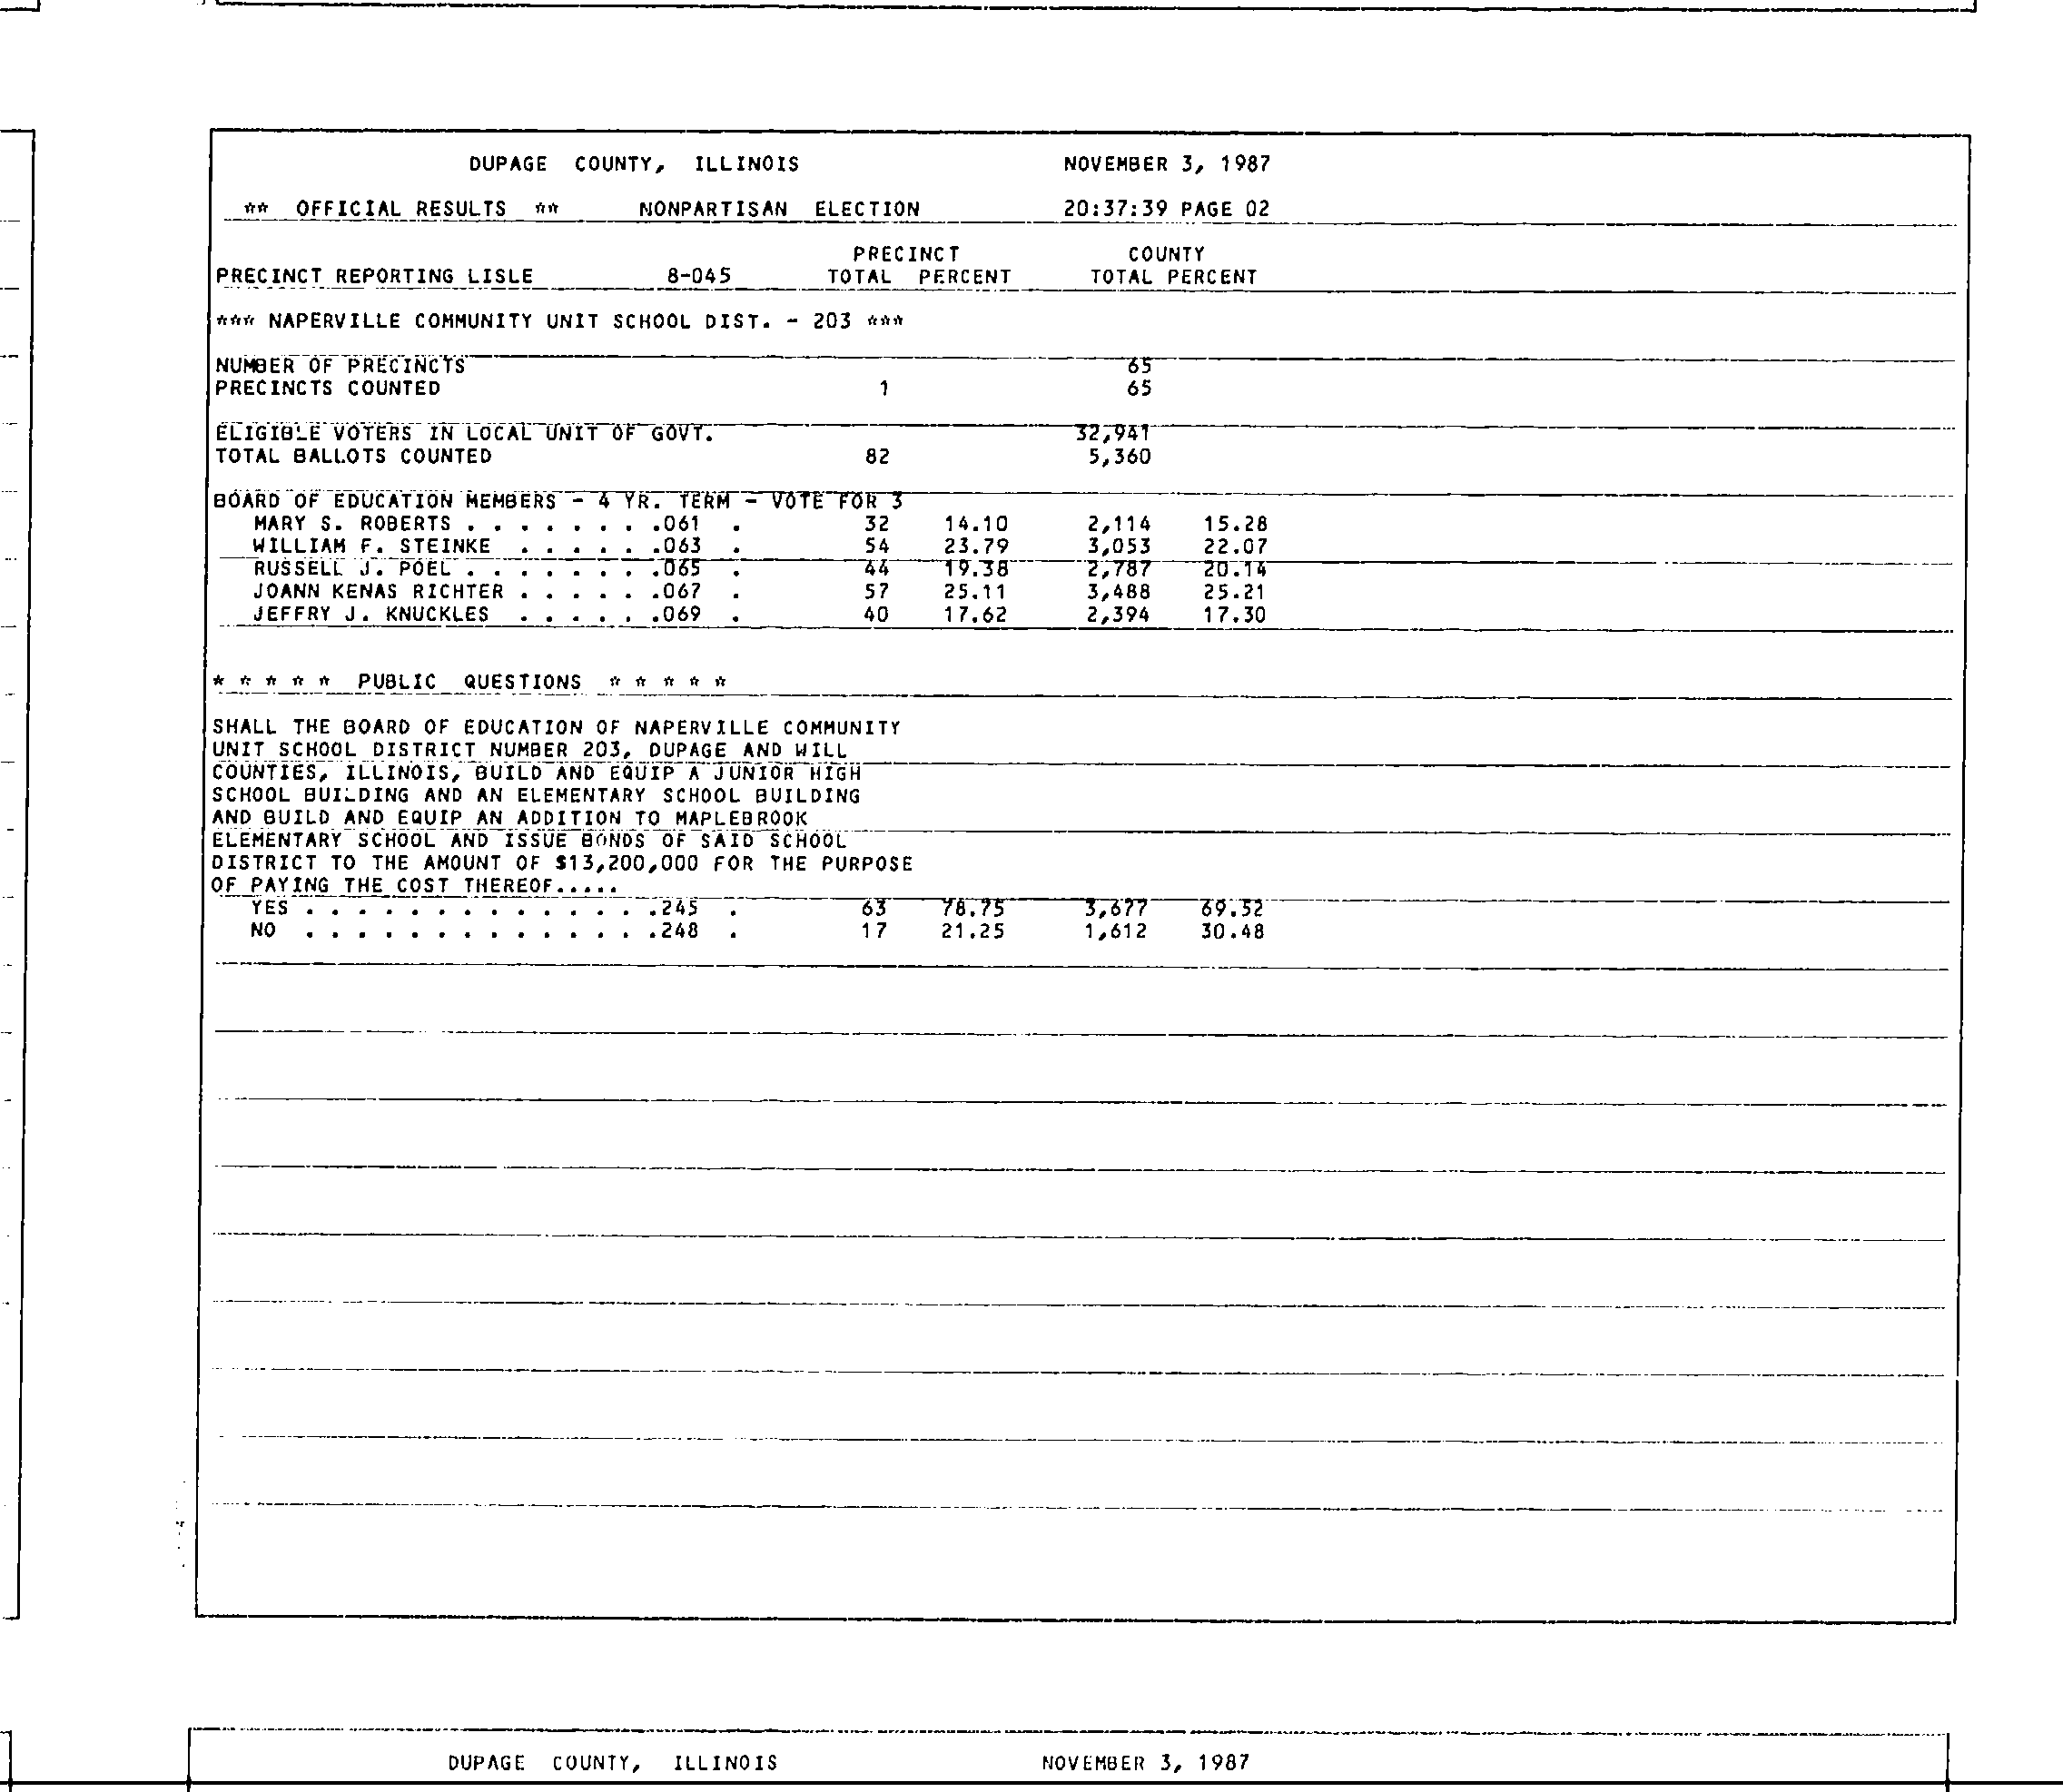 DUPAGE COUNTY, ILLINOIS NOVEMBER 3, 1987
** OFFICIAL RESULTS ** NONPARTISAN ELECTION 20:37:39 PAGE 02
PRECINCT COUNTY
PRECINCT REPORTING LISLE 8-045 TOTAL PERCENT TOTAL PERCENT
*** NAPERVILLE COMMUNITY UNIT SCHOOL DIST. - 203 ***
NUMBER OF PRECINCTS 65
PRECINCTS COUNTED 1 65
ELIGIBLE VOTERS IN LOCAL UNIT OF GOVT. 32,941
TOTAL BALLOTS COUNTED 82 5,360
BOARD OF EDUCATION MEMBERS - 4 YR. TERM - VOTE FOR 3
MARY S. ROBERTS . . . . . . . .061 . 32 14.10 2,114 15.28
WILLIAM F. STEINKE . . . . . .063 . 54 23.79 3,053 22.07
RUSSELL J. POEL . . . . . . . .065 . 44 19.38 2,787 20.14
JOANN KENAS RICHTER . . . . . .067 . 57 25.11 3,488 25.21
JEFFRY J. KNUCKLES . . . . . .069 . 40 17.62 2,394 17.30
* * * * * PUBLIC QUESTIONS * * * * *
SHALL THE BOARD OF EDUCATION OF NAPERVILLE COMMUNITY
UNIT SCHOOL DISTRICT NUMBER 203, DUPAGE AND WILL
COUNTIES, ILLINOIS, BUILD AND EQUIP A JUNIOR HIGH
SCHOOL BUILDING AND AN ELEMENTARY SCHOOL BUILDING
AND BUILD AND EQUIP AN ADDITION TO MAPLEBROOK
ELEMENTARY SCHOOL AND ISSUE BONDS OF SAID SCHOOL
DISTRICT TO THE AMOUNT OF $13,200,000 FOR THE PURPOSE
OF PAYING THE COST THEREOF.....
YES . . . . . . . . . . . . . .245 . 63 78.75 3,677 69.52
NO . . . . . . . . . . . . . .248 . 17 21.25 1,612 30.48
DUPAGE COUNTY, ILLINOIS NOVEMBER 3, 1987